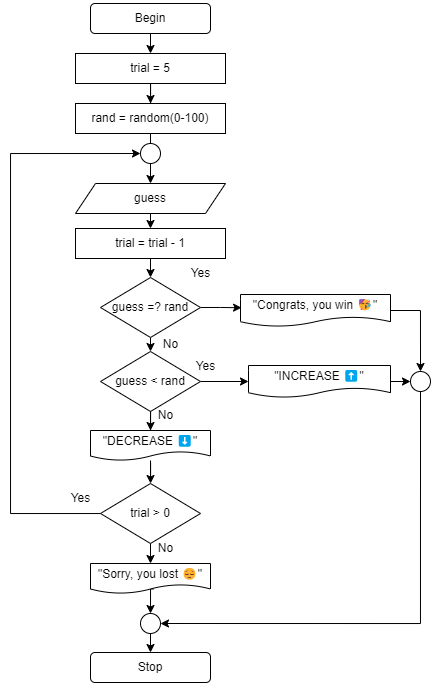 Begin
trial = 5
rand = random(0-100)
guess
trial = trial - 1
Yes
guess =? rand
"Congrats, you win 🥳"
No
Yes
guess < rand
"INCREASE ⬆️"
No
"DECREASE ⬇️"
Yes
trial > 0
No
"Sorry, you lost 😔"
Stop